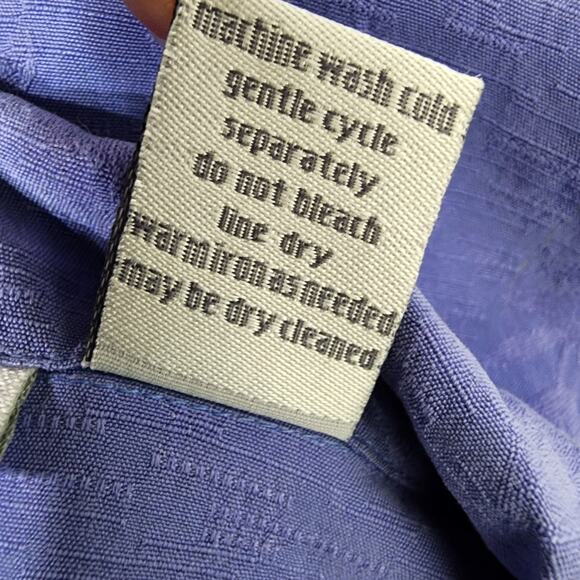 machine wash cold
gentle cycle
separately
do not bleach
line dry
warm iron as needed
may be dry cleaned